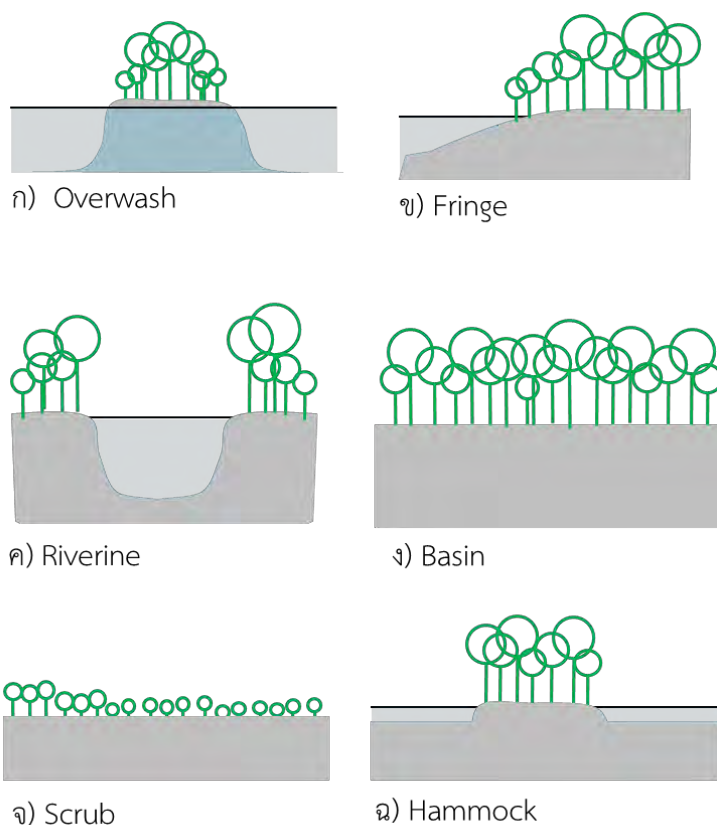 ก) Overwash
ข) Fringe
ค) Riverine
ง) Basin
จ) Scrub
ฉ) Hammock